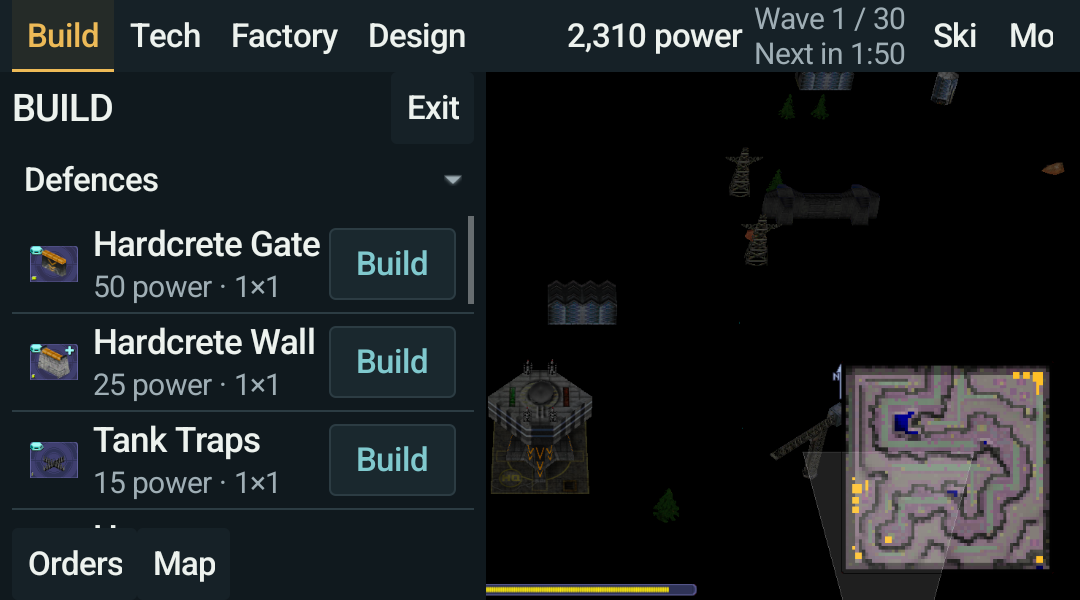 Build Tech Factory Design 2,310 power Wave 1 / 30 Ski Mo
Next in 1:50
BUILD Exit
Defences
Hardcrete Gate Build
50 power · 1×1
Hardcrete Wall Build
25 power · 1×1
Tank Traps Build
15 power · 1×1
Orders Map
N